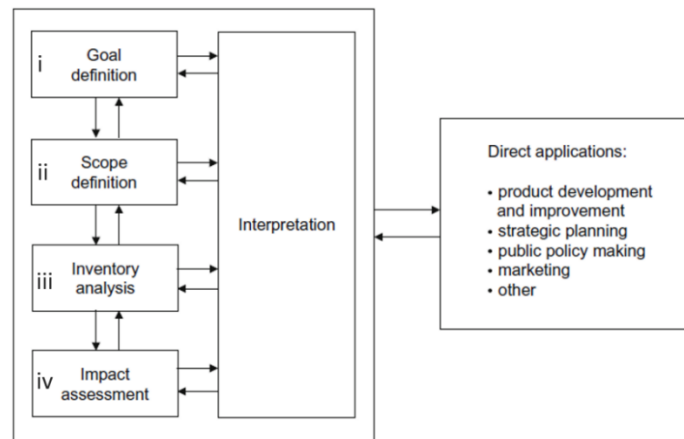 i
Goal
definition
ii
Scope
definition
iii
Inventory
analysis
iv
Impact
assessment
Interpretation
Direct applications:
• product development
and improvement
• strategic planning
• public policy making
• marketing
• other